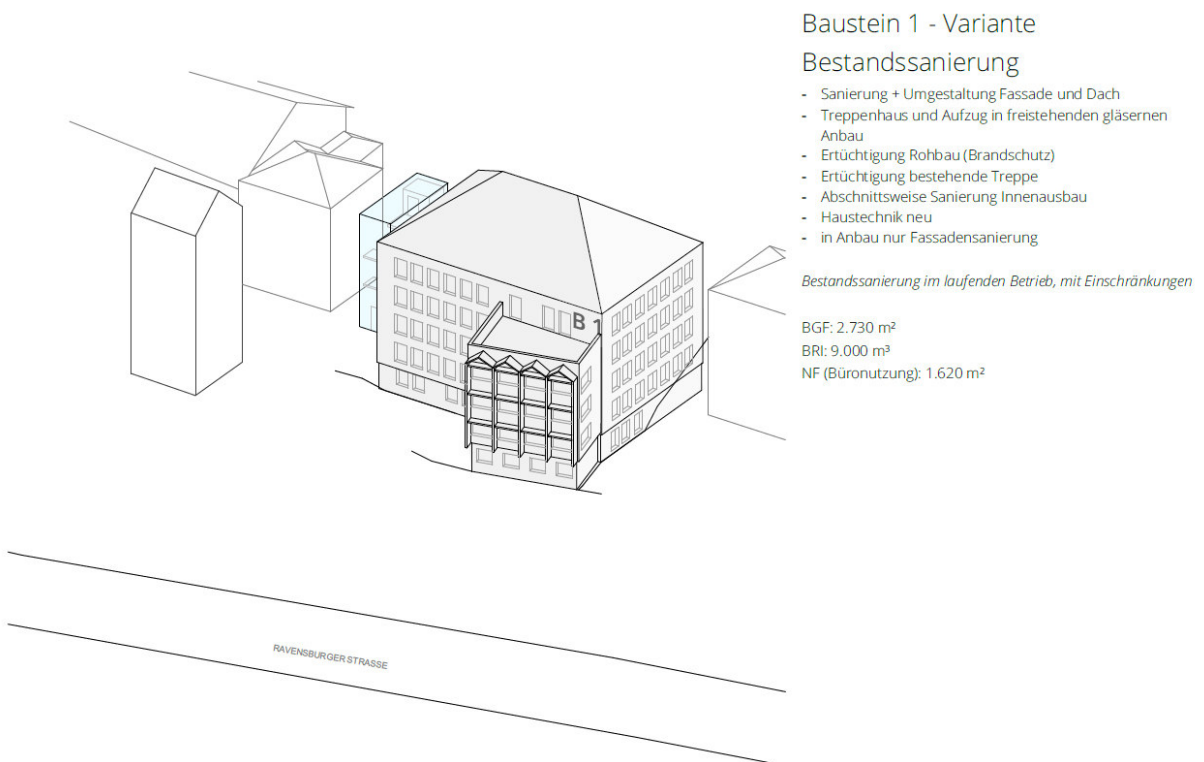 Baustein 1 - Variante
Bestandssanierung
- Sanierung + Umgestaltung Fassade und Dach
- Treppenhaus und Aufzug in freistehenden gläsernen
Anbau
- Ertüchtigung Rohbau (Brandschutz)
- Ertüchtigung bestehende Treppe
- Abschnittsweise Sanierung Innenausbau
- Haustechnik neu
- in Anbau nur Fassadensanierung
Bestandssanierung im laufenden Betrieb, mit Einschränkungen
BGF: 2.730 m²
BRI: 9.000 m³
NF (Büronutzung): 1.620 m²
B 1
RAVENSBURGER STRASSE